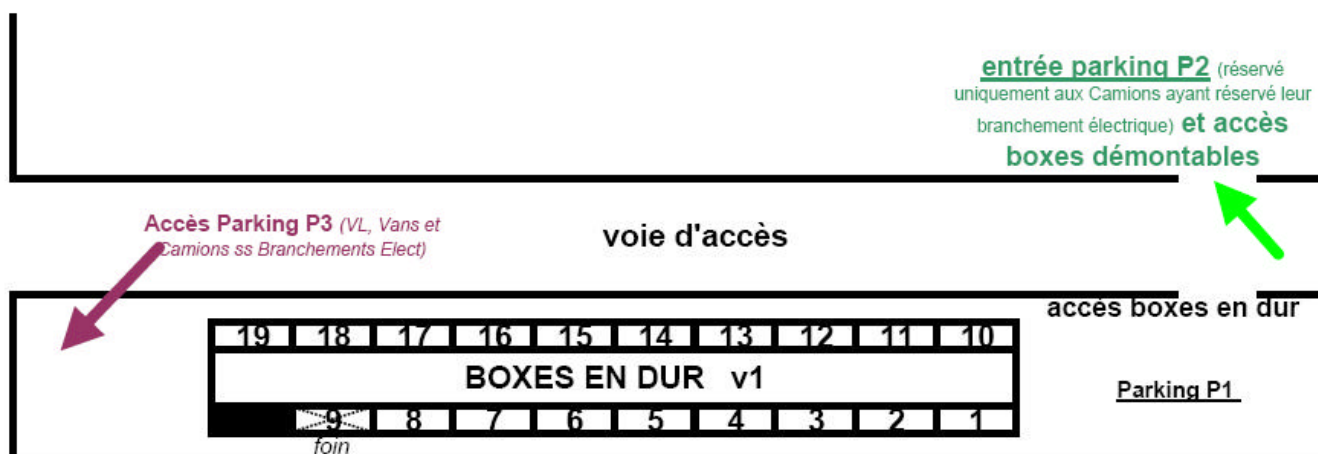 entrée parking P2 (réservé
uniquement aux Camions ayant réservé leur
branchement électrique) et accès
boxes démontables
Accès Parking P3 (VL, Vans et
Camions ss Branchements Elect)
voie d'accès
accès boxes en dur
19 18 17 16 15 14 13 12 11 10
BOXES EN DUR v1
Parking P1
9 8 7 6 5 4 3 2 1
foin